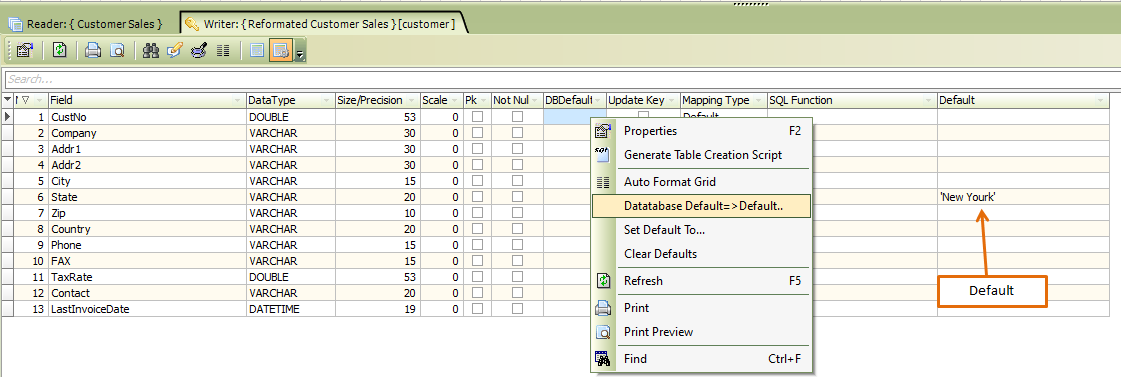 Reader: { Customer Sales }
Writer: { Reformated Customer Sales } [customer]
Search...
Field DataType Size/Precision Scale Pk Not Nul DBDefault Update Key Mapping Type SQL Function Default
1 CustNo DOUBLE 53 0 Default
2 Company VARCHAR 30 0
3 Addr1 VARCHAR 30 0
4 Addr2 VARCHAR 30 0
5 City VARCHAR 15 0
6 State VARCHAR 20 0 'New Yourk'
7 Zip VARCHAR 10 0
8 Country VARCHAR 20 0
9 Phone VARCHAR 15 0
10 FAX VARCHAR 15 0
11 TaxRate DOUBLE 53 0
12 Contact VARCHAR 20 0
13 LastInvoiceDate DATETIME 19 0
Properties F2
SQL Generate Table Creation Script
Auto Format Grid
Datatabase Default=>Default..
Set Default To...
Clear Defaults
Refresh F5
Print
Print Preview
Find Ctrl+F
Default